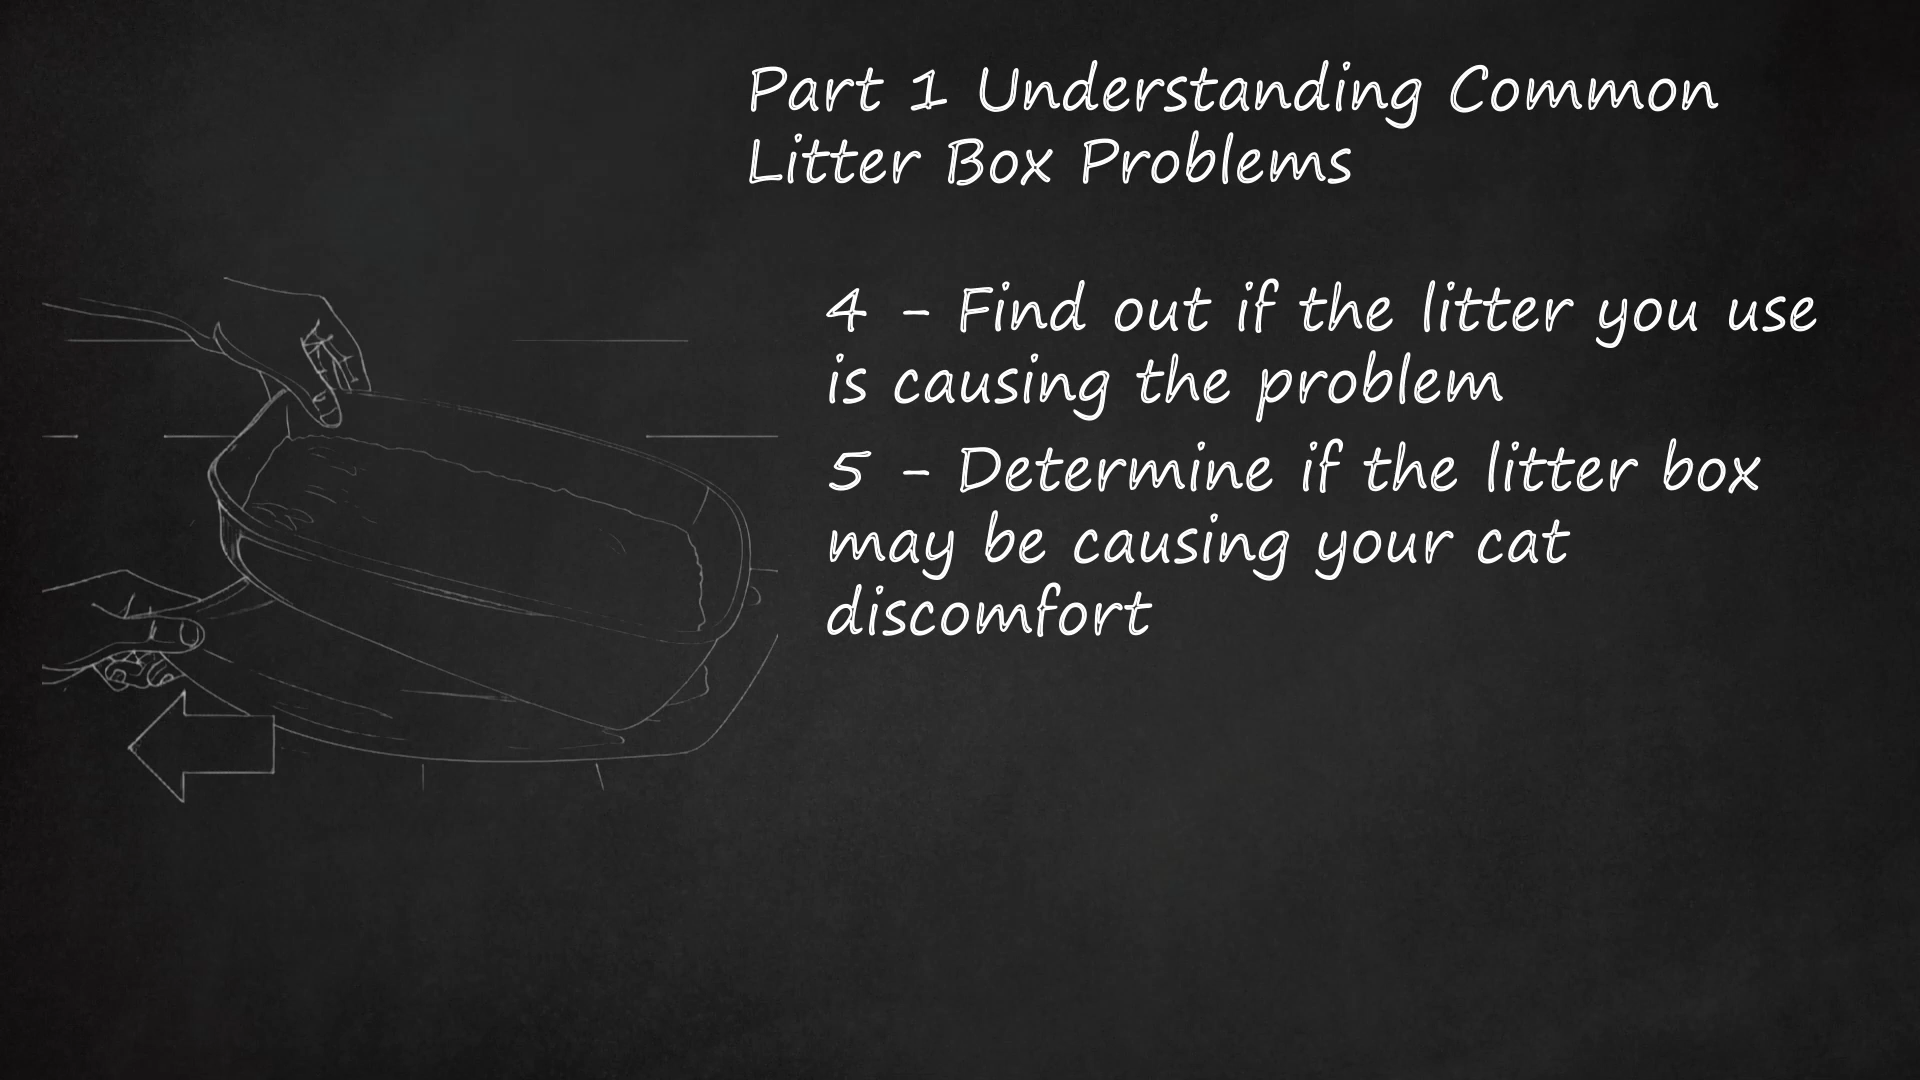 Part 1 Understanding Common
Litter Box Problems
4 - Find out if the litter you use
is causing the problem
5 - Determine if the litter box
may be causing your cat
discomfort